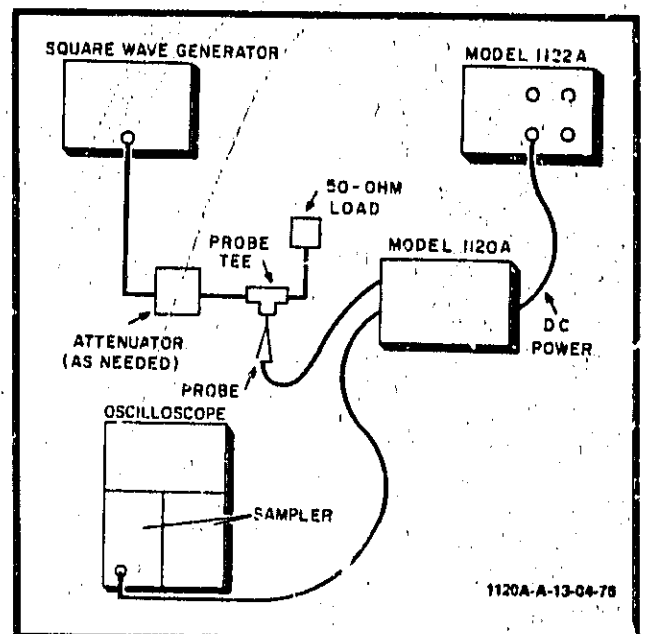 SQUARE WAVE GENERATOR
MODEL 1122A
50-OHM
LOAD
PROBE
TEE
MODEL 1120A
ATTENUATOR
(AS NEEDED)
DC
POWER
PROBE
OSCILLOSCOPE
SAMPLER
1120A-A-13-04-76